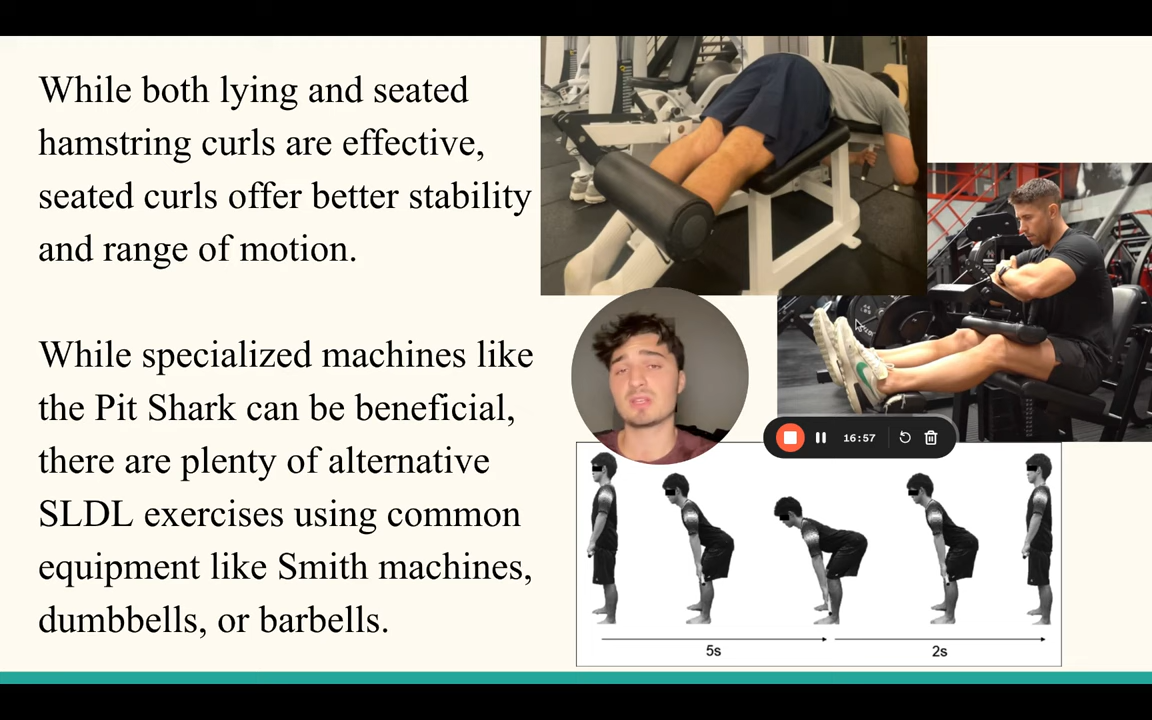 While both lying and seated
hamstring curls are effective,
seated curls offer better stability
and range of motion.
While specialized machines like
the Pit Shark can be beneficial,
there are plenty of alternative
SLDL exercises using common
equipment like Smith machines,
dumbbells, or barbells.
16:57
5s
2s